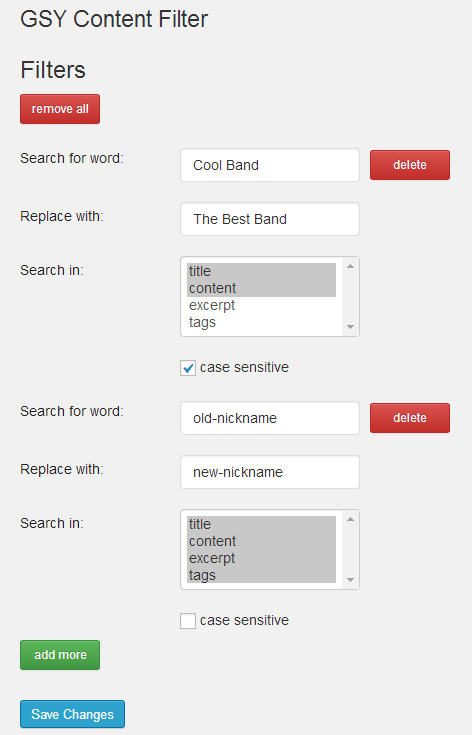 GSY Content Filter
Filters
remove all
Search for word: Cool Band delete
Replace with: The Best Band
Search in: title
content
excerpt
tags
case sensitive
Search for word: old-nickname delete
Replace with: new-nickname
Search in: title
content
excerpt
tags
case sensitive
add more
Save Changes